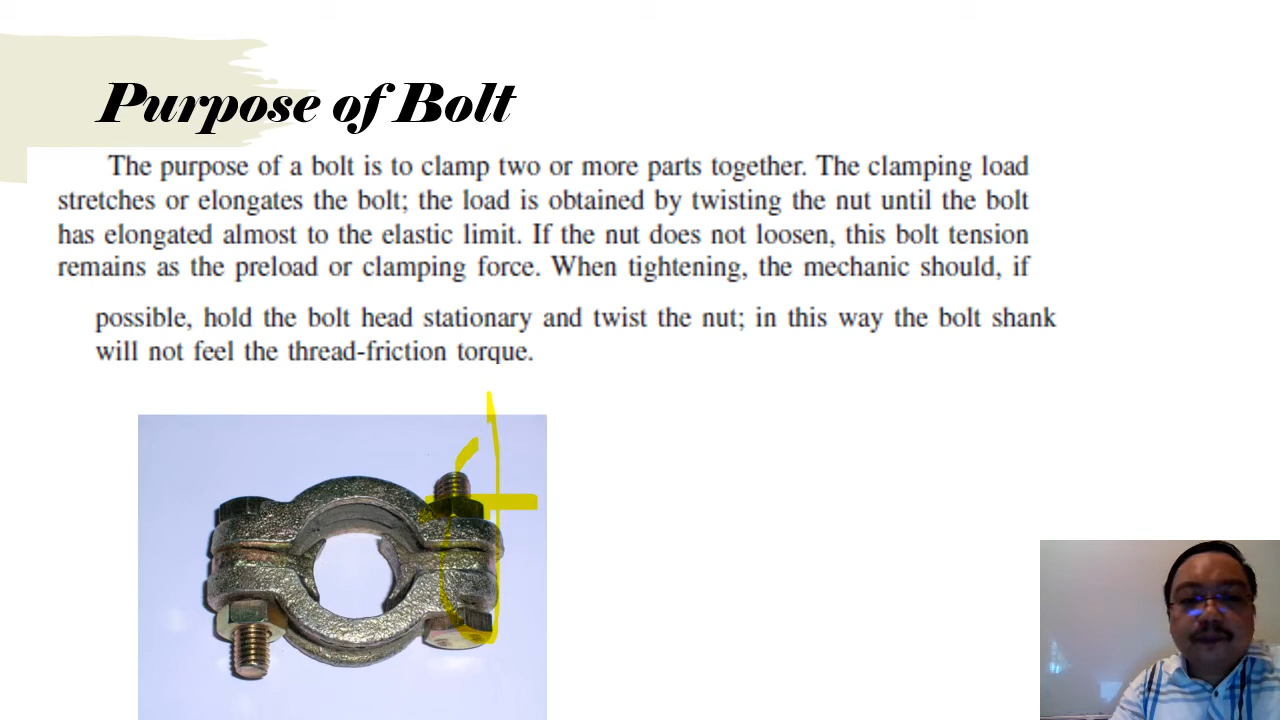 Purpose of Bolt
The purpose of a bolt is to clamp two or more parts together. The clamping load
stretches or elongates the bolt; the load is obtained by twisting the nut until the bolt
has elongated almost to the elastic limit. If the nut does not loosen, this bolt tension
remains as the preload or clamping force. When tightening, the mechanic should, if
possible, hold the bolt head stationary and twist the nut; in this way the bolt shank
will not feel the thread-friction torque.